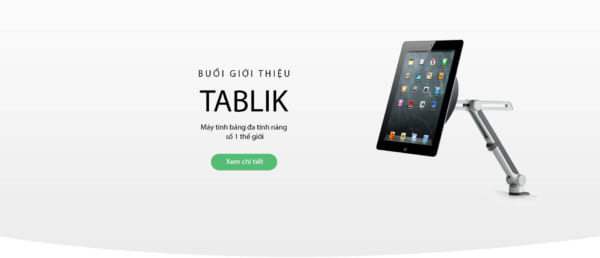 BUỔI GIỚI THIỆU
TABLIK
Máy tính bảng đa tính năng
số 1 thế giới
Xem chi tiết